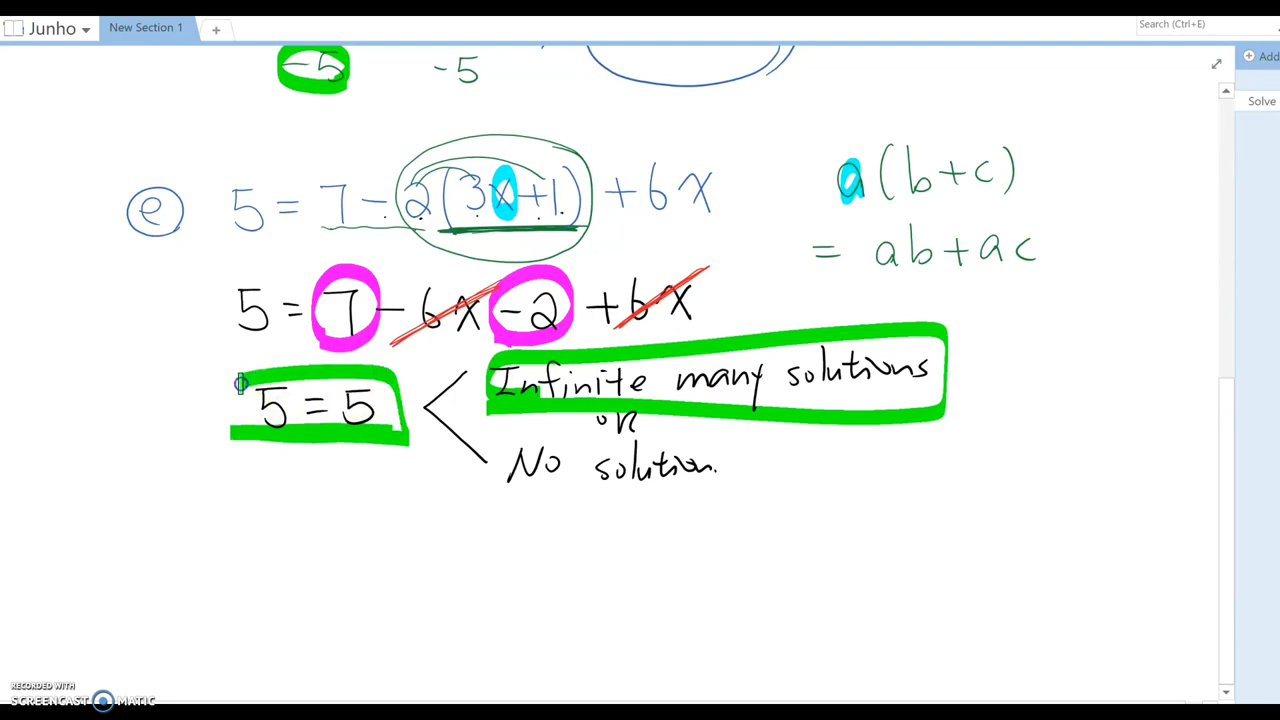 Junho
New Section 1
+
Search (Ctrl+E)
Add
Solve
-5 -5
e 5 = 7 - 2(3x+1) + 6x
a(b+c)
= ab+ac
5 = 7 - 6x - 2 + 6x
5 = 5
Infinite many solutions
or
No solution.
RECORDED WITH
SCREENCAST MATIC